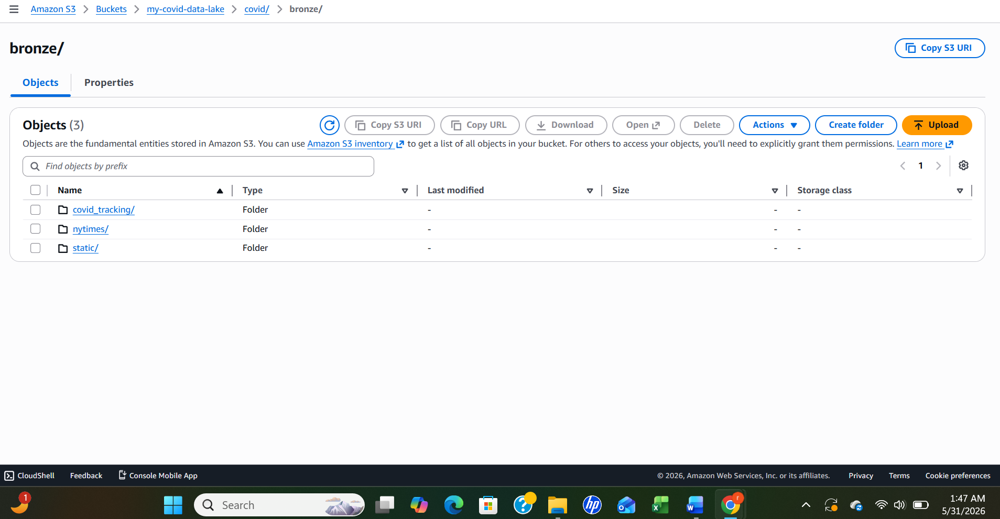 Amazon S3 > Buckets > my-covid-data-lake > covid/ > bronze/
bronze/
Copy S3 URI
Objects
Properties
Objects (3)
Copy S3 URI
Copy URL
Download
Open
Delete
Actions
Create folder
Upload
Objects are the fundamental entities stored in Amazon S3. You can use Amazon S3 inventory to get a list of all objects in your bucket. For others to access your objects, you'll need to explicitly grant them permissions. Learn more
Find objects by prefix
1
Name Type Last modified Size Storage class
covid_tracking/ Folder - - -
nytimes/ Folder - - -
static/ Folder - - -
CloudShell Feedback Console Mobile App © 2026, Amazon Web Services, Inc. or its affiliates. Privacy Terms Cookie preferences
1
Search
?
hp
O
X
W
r
1:47 AM
5/31/2026